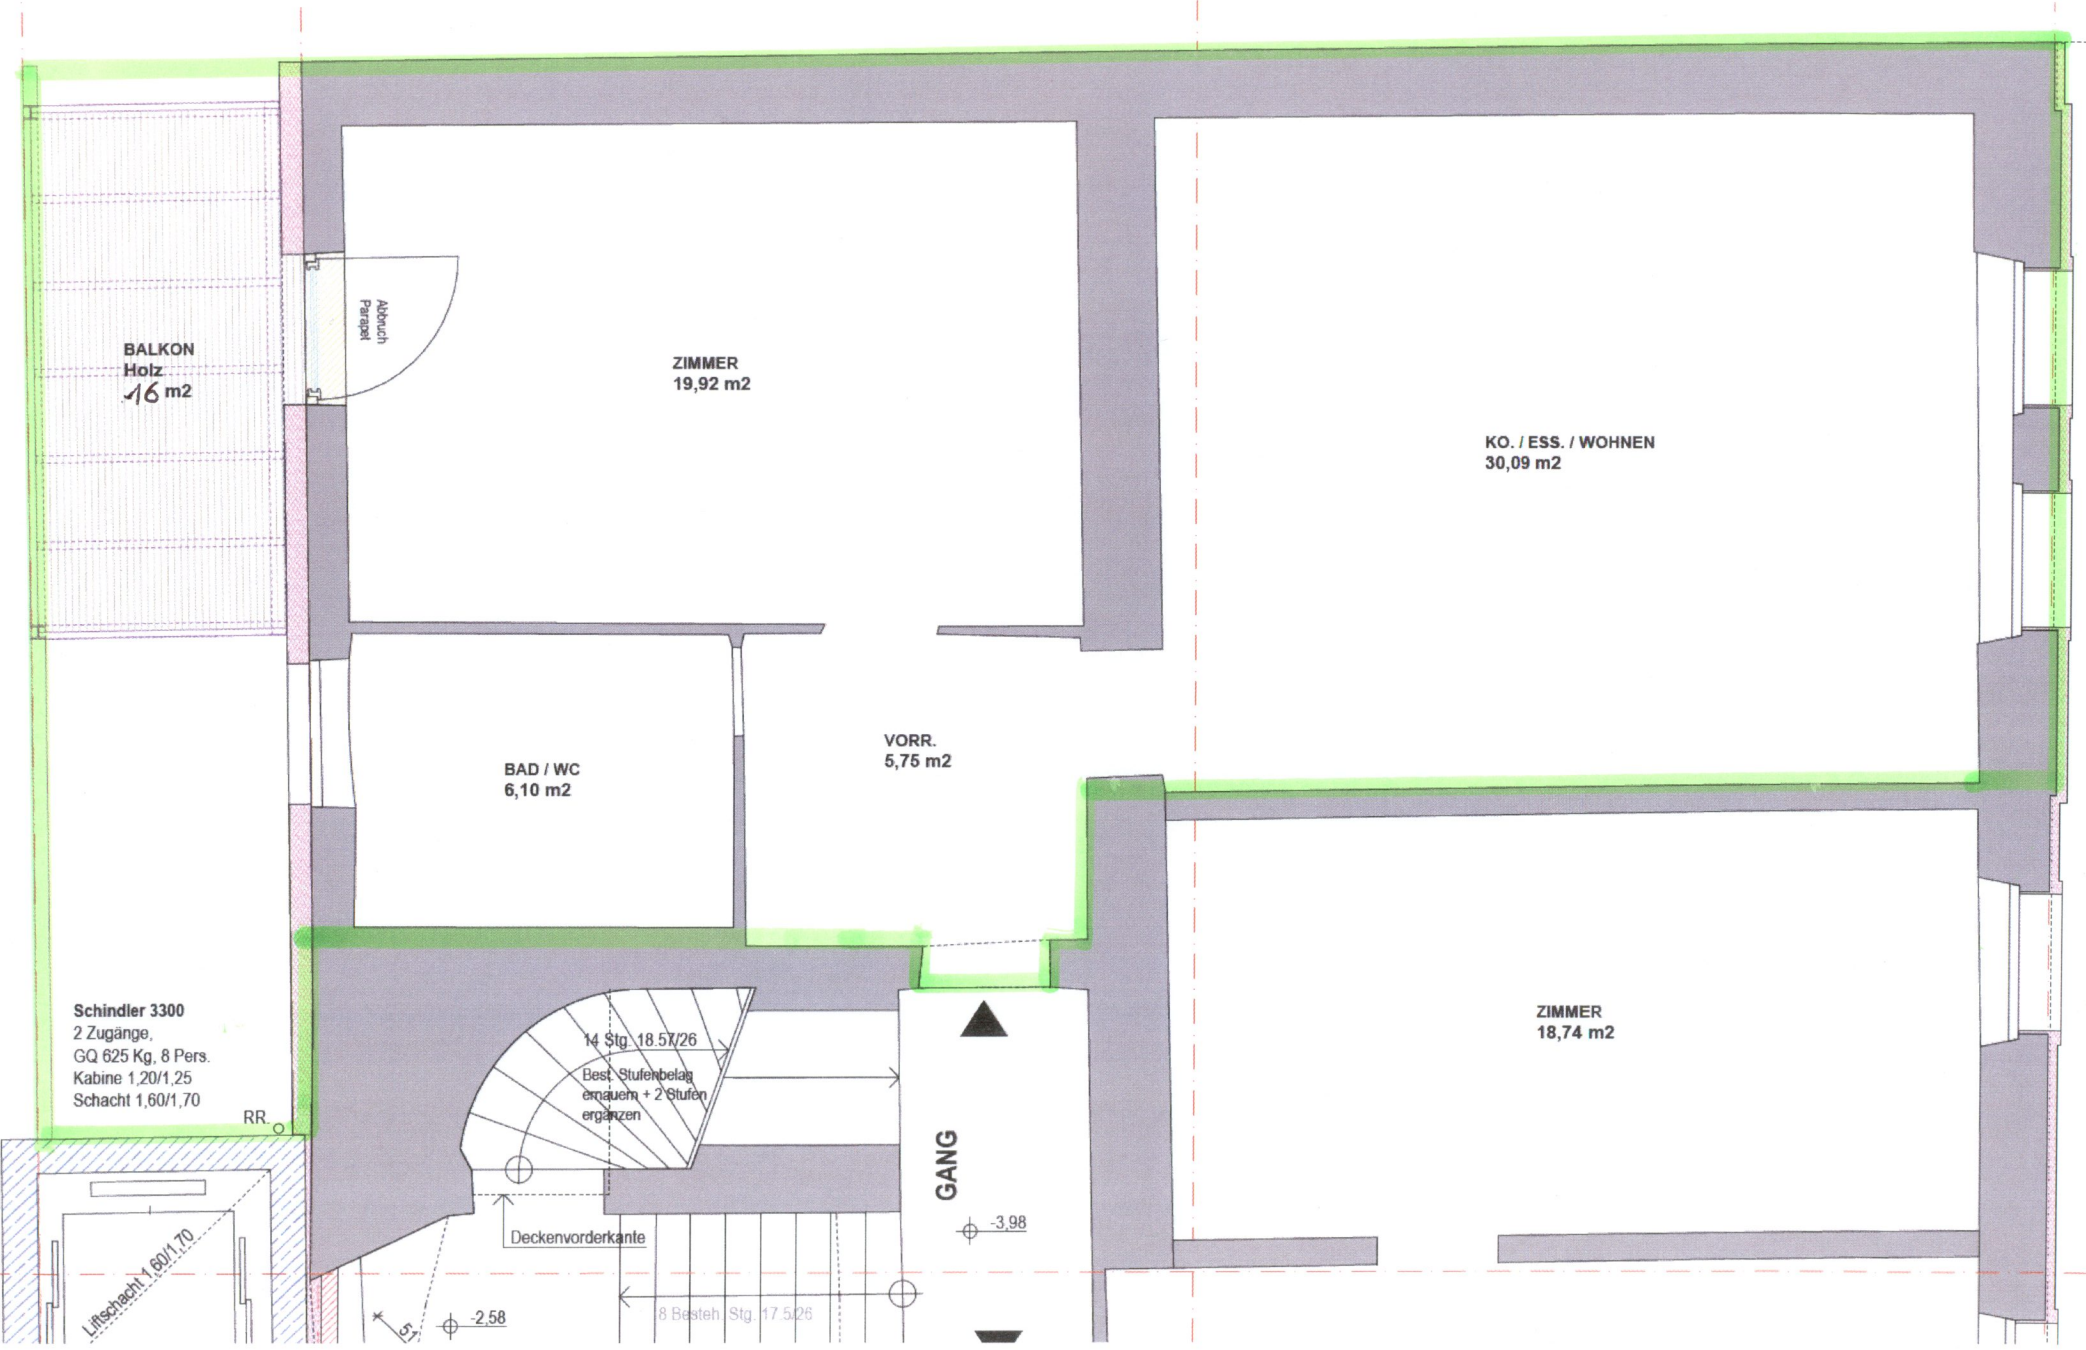 Abbruch
Parapet
BALKON
Holz
16 m2
ZIMMER
19,92 m2
KO. / ESS. / WOHNEN
30,09 m2
VORR.
5,75 m2
BAD / WC
6,10 m2
Schindler 3300
2 Zugänge,
GQ 625 Kg, 8 Pers.
Kabine 1,20/1,25
Schacht 1,60/1,70
RR.
14 Stg. 18.57/26
Best. Stufenbelag
ernauern + 2 Stufen
ergänzen
ZIMMER
18,74 m2
GANG
-3,98
Deckenvorderkante
Liftschacht 1,60/1,70
-2,58
51
8 Besteh. Stg. 17.5/26